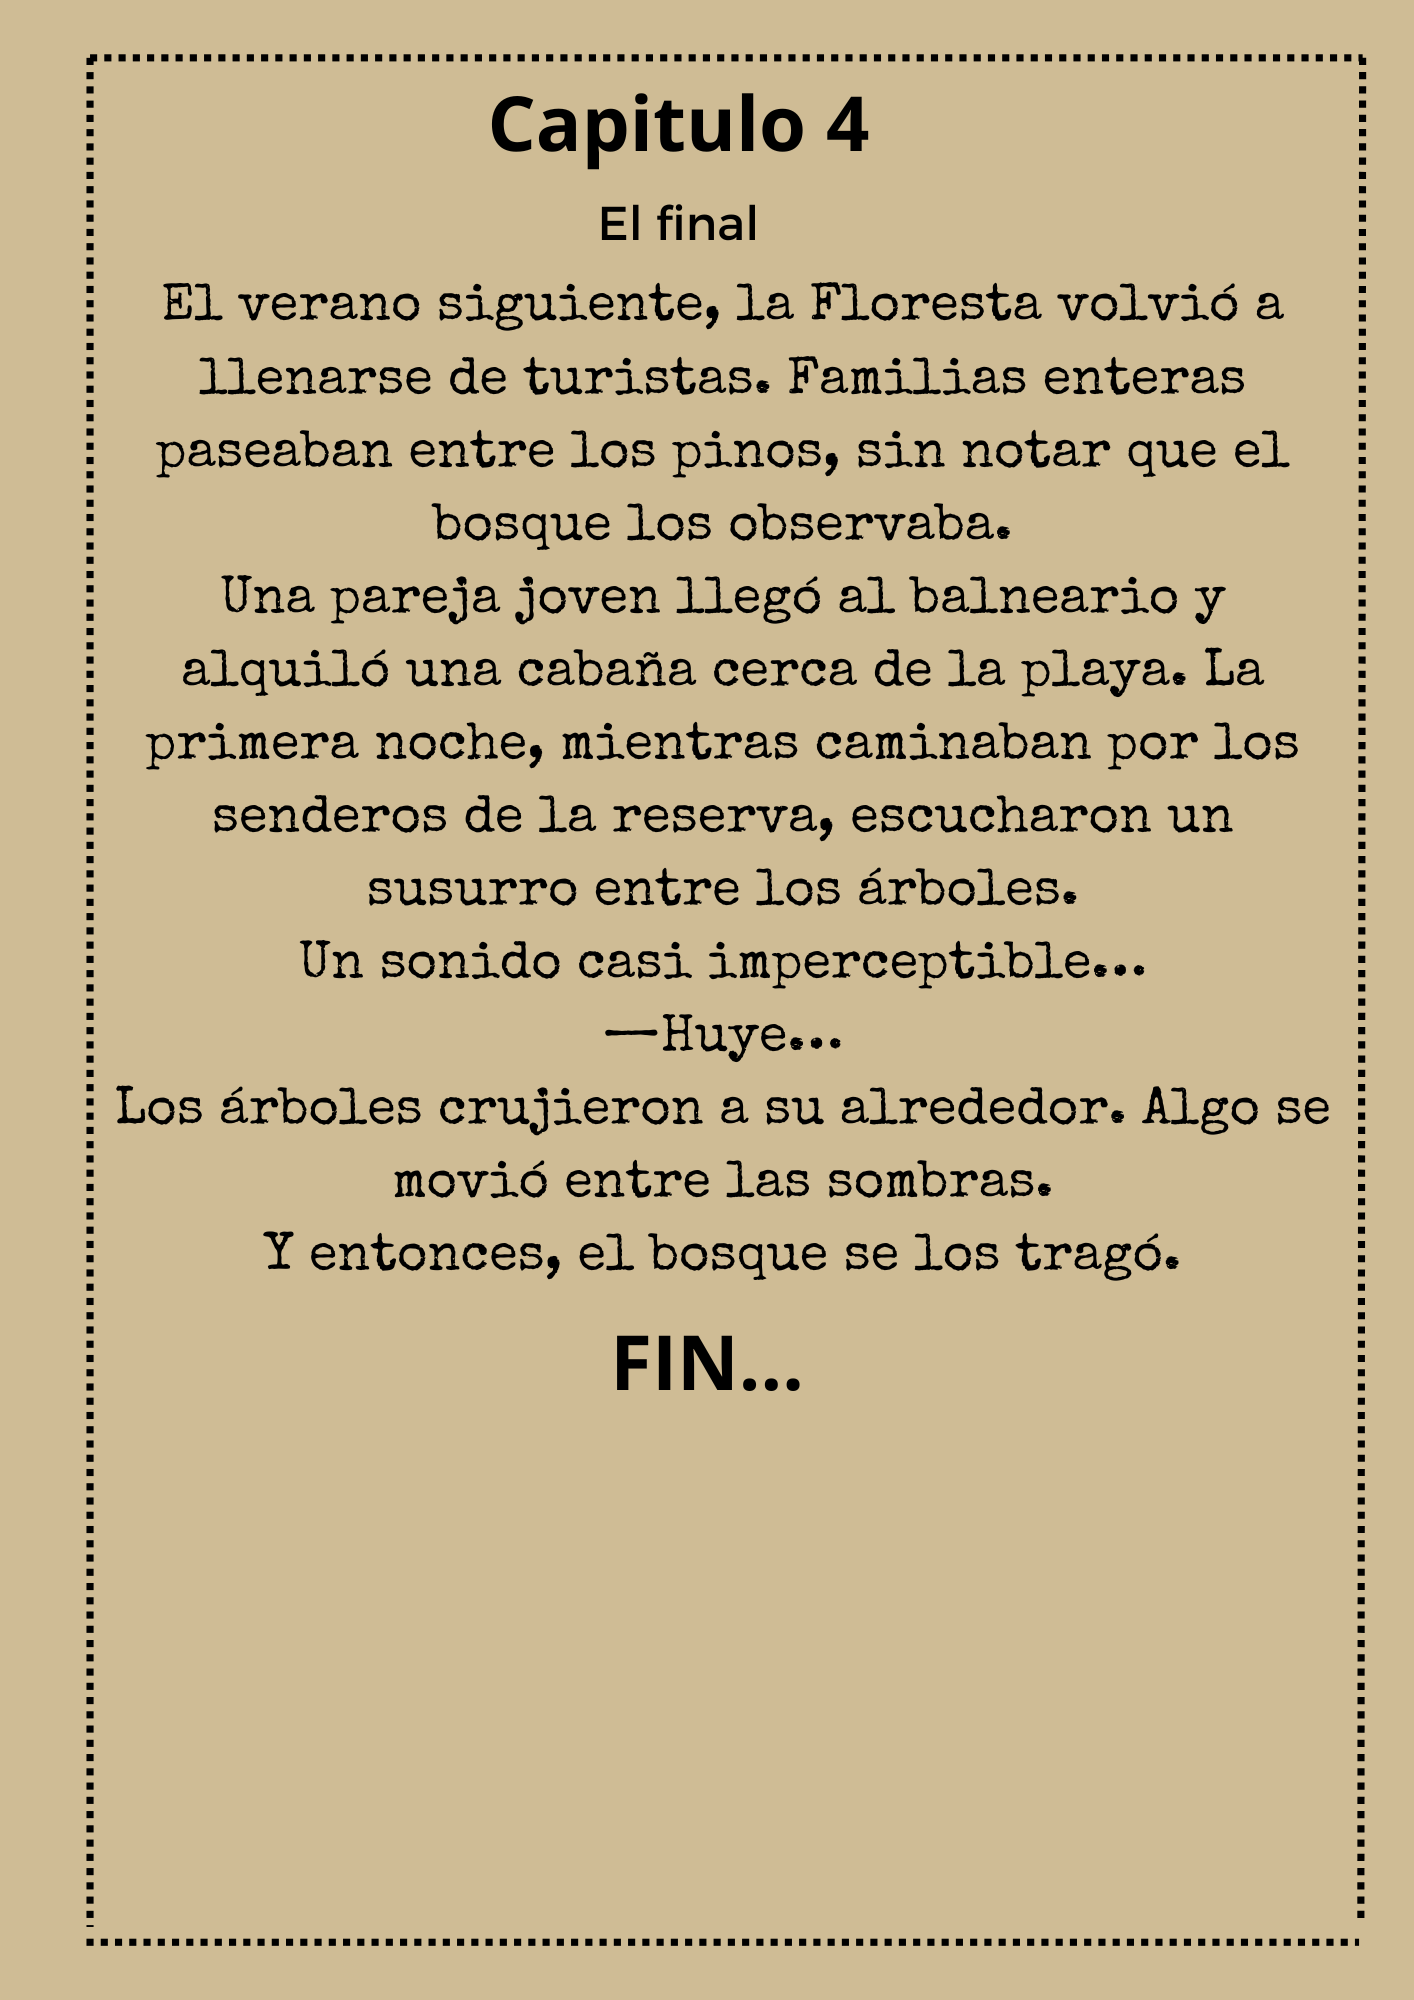 Capitulo 4
El final
El verano siguiente, la Floresta volvió a
llenarse de turistas. Familias enteras
paseaban entre los pinos, sin notar que el
bosque los observaba.
Una pareja joven llegó al balneario y
alquiló una cabaña cerca de la playa. La
primera noche, mientras caminaban por los
senderos de la reserva, escucharon un
susurro entre los árboles.
Un sonido casi imperceptible...
—Huye...
Los árboles crujieron a su alrededor. Algo se
movió entre las sombras.
Y entonces, el bosque se los tragó.
FIN...